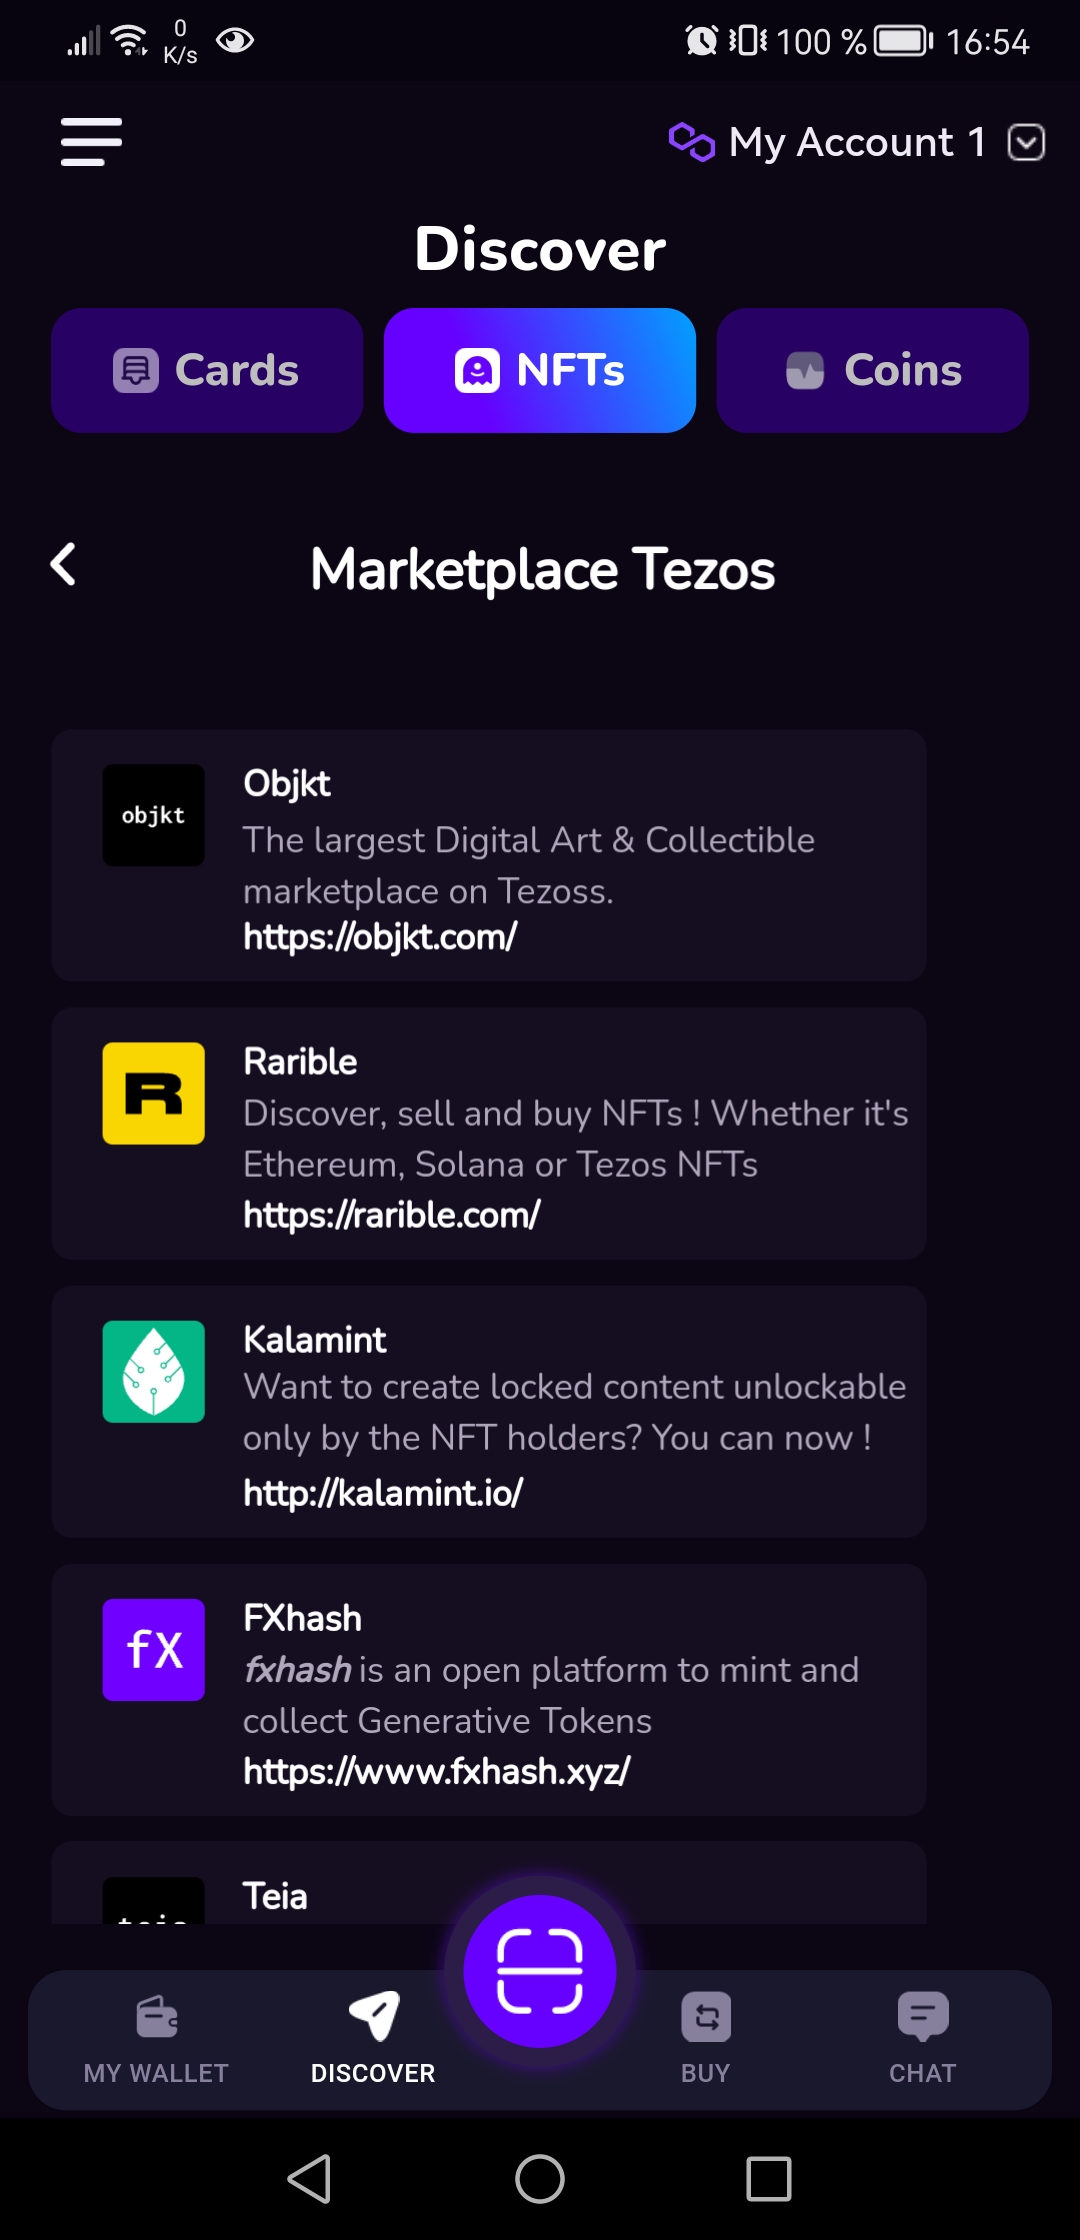 0
K/s
100 %
16:54
My Account 1
Discover
Cards
NFTs
Coins
Marketplace Tezos
objkt
Objkt
The largest Digital Art & Collectible
marketplace on Tezoss.
https://objkt.com/
R
Rarible
Discover, sell and buy NFTs ! Whether it's
Ethereum, Solana or Tezos NFTs
https://rarible.com/
Kalamint
Want to create locked content unlockable
only by the NFT holders? You can now !
http://kalamint.io/
fX
FXhash
fxhash is an open platform to mint and
collect Generative Tokens
https://www.fxhash.xyz/
Teia
MY WALLET
DISCOVER
BUY
CHAT